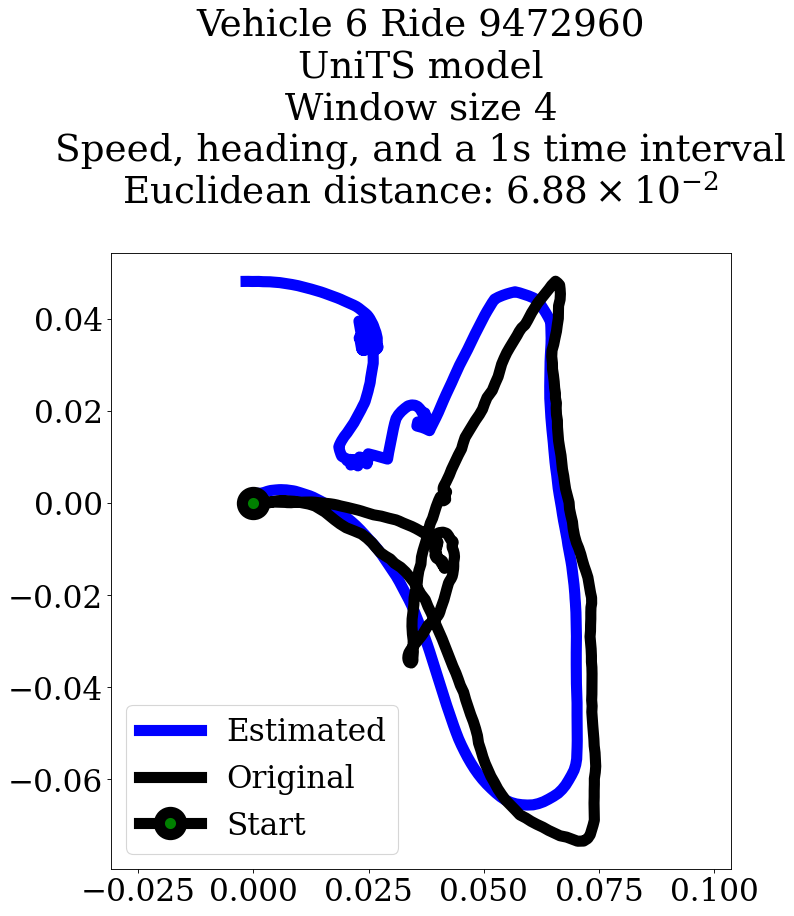 Vehicle 6 Ride 9472960
UniTS model
Window size 4
Speed, heading, and a 1s time interval
Euclidean distance: 6.88 × 10⁻²
0.04
0.02
0.00
−0.02
−0.04
−0.06
Estimated
Original
Start
−0.025 0.000 0.025 0.050 0.075 0.100